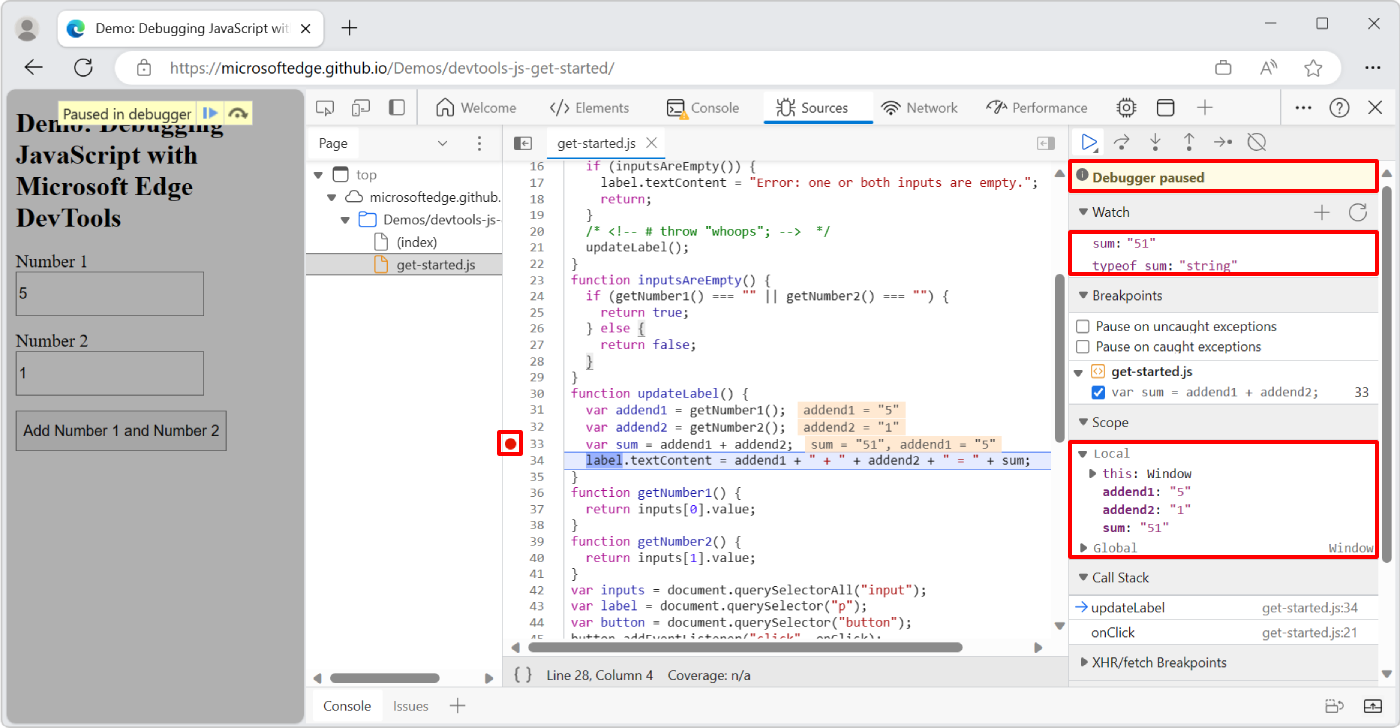 Demo: Debugging JavaScript with
https://microsoftedge.github.io/Demos/devtools-js-get-started/
Paused in debugger
Demo: Debugging
JavaScript with
Microsoft Edge
DevTools
Number 1
5
Number 2
1
Add Number 1 and Number 2
Welcome
Elements
Console
Sources
Network
Performance
Page
top
microsoftedge.github.
Demos/devtools-js-
(index)
get-started.js
get-started.js
16 if (inputsAreEmpty()) {
17 label.textContent = "Error: one or both inputs are empty.";
18 return;
19 }
20 /* <!-- # throw "whoops"; --> */
21 updateLabel();
22 }
23 function inputsAreEmpty() {
24 if (getNumber1() === "" || getNumber2() === "") {
25 return true;
26 } else {
27 return false;
28 }
29 }
30 function updateLabel() {
31 var addend1 = getNumber1(); addend1 = "5"
32 var addend2 = getNumber2(); addend2 = "1"
33 var sum = addend1 + addend2; sum = "51", addend1 = "5"
34 label.textContent = addend1 + " + " + addend2 + " = " + sum;
35 }
36 function getNumber1() {
37 return inputs[0].value;
38 }
39 function getNumber2() {
40 return inputs[1].value;
41 }
42 var inputs = document.querySelectorAll("input");
43 var label = document.querySelector("p");
44 var button = document.querySelector("button");
45 button.addEventListener("click", onClick);
{ } Line 28, Column 4 Coverage: n/a
Debugger paused
Watch
sum: "51"
typeof sum: "string"
Breakpoints
Pause on uncaught exceptions
Pause on caught exceptions
get-started.js
var sum = addend1 + addend2; 33
Scope
Local
this: Window
addend1: "5"
addend2: "1"
sum: "51"
Global Window
Call Stack
updateLabel get-started.js:34
onClick get-started.js:21
XHR/fetch Breakpoints
Console
Issues